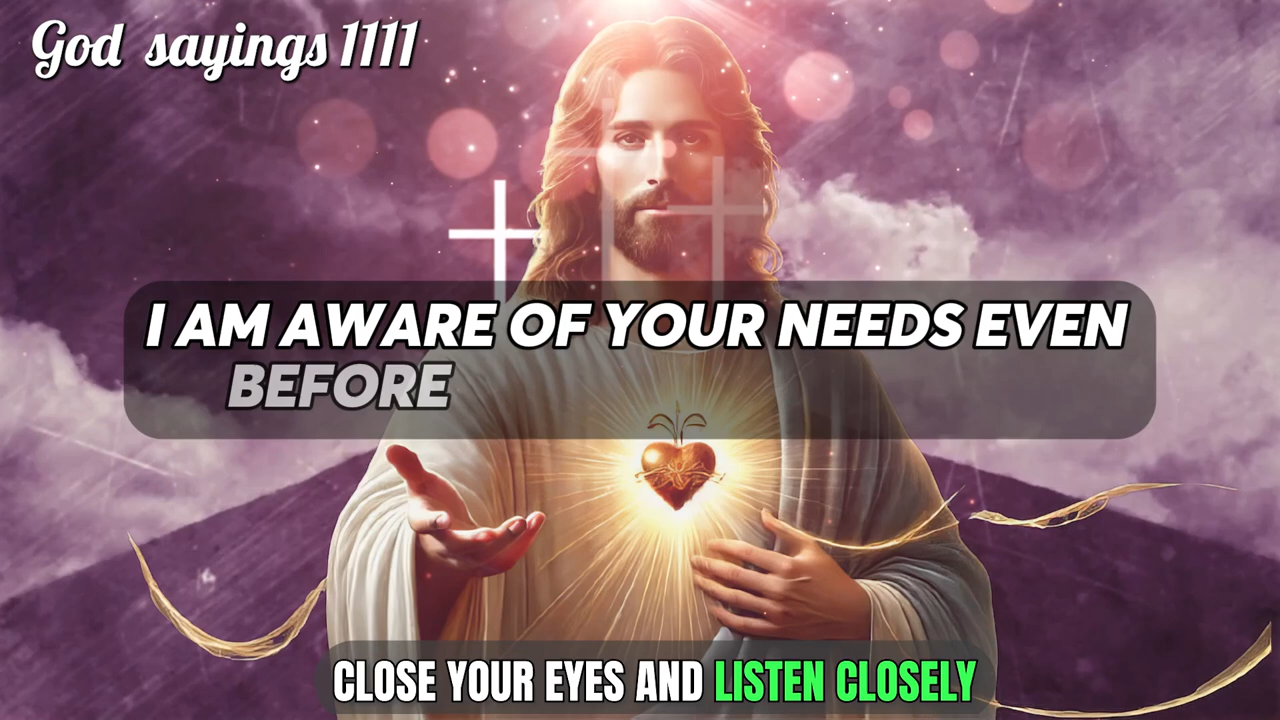 God sayings 1111
I AM AWARE OF YOUR NEEDS EVEN
BEFORE
CLOSE YOUR EYES AND LISTEN CLOSELY